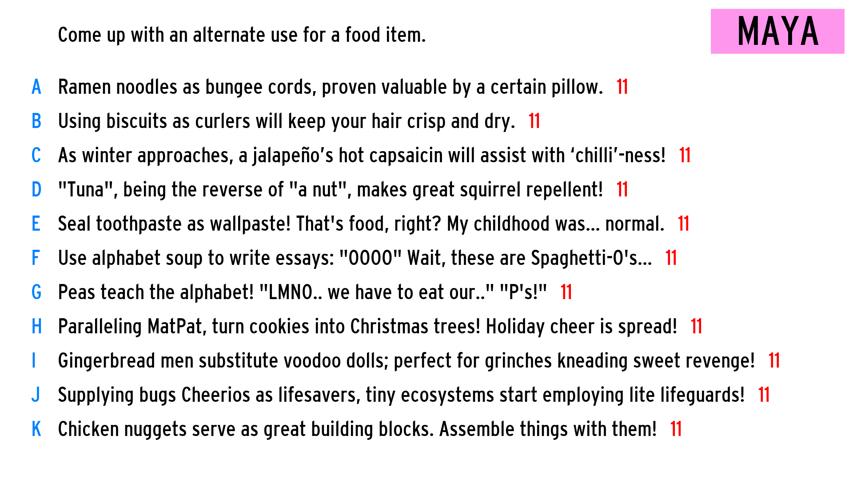 Come up with an alternate use for a food item.
MAYA
A Ramen noodles as bungee cords, proven valuable by a certain pillow. 11
B Using biscuits as curlers will keep your hair crisp and dry. 11
C As winter approaches, a jalapeño's hot capsaicin will assist with ‘chilli’-ness! 11
D "Tuna", being the reverse of "a nut", makes great squirrel repellent! 11
E Seal toothpaste as wallpaste! That's food, right? My childhood was... normal. 11
F Use alphabet soup to write essays: "OOOO" Wait, these are Spaghetti-O's... 11
G Peas teach the alphabet! "LMNO.. we have to eat our.." "P's!" 11
H Paralleling MatPat, turn cookies into Christmas trees! Holiday cheer is spread! 11
I Gingerbread men substitute voodoo dolls; perfect for grinches kneading sweet revenge! 11
J Supplying bugs Cheerios as lifesavers, tiny ecosystems start employing lite lifeguards! 11
K Chicken nuggets serve as great building blocks. Assemble things with them! 11